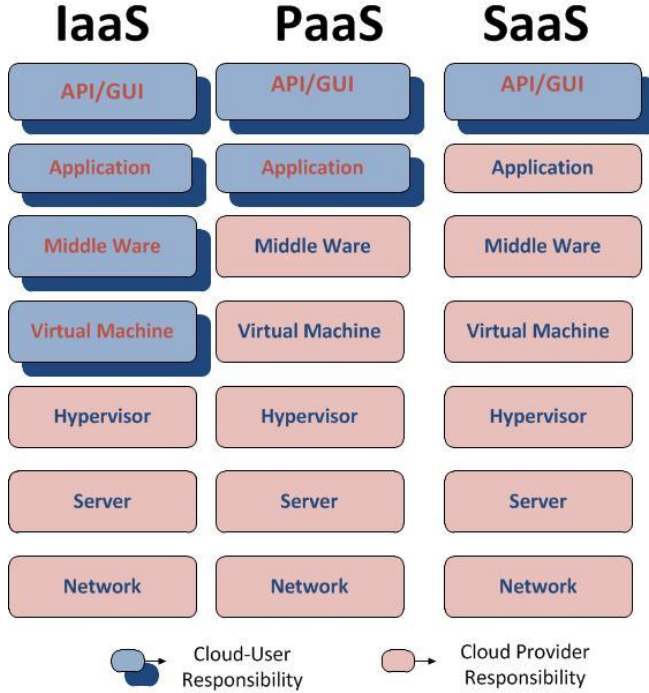 IaaS PaaS SaaS
API/GUI API/GUI API/GUI
Application Application Application
Middle Ware Middle Ware Middle Ware
Virtual Machine Virtual Machine Virtual Machine
Hypervisor Hypervisor Hypervisor
Server Server Server
Network Network Network
Cloud-User Cloud Provider
Responsibility Responsibility